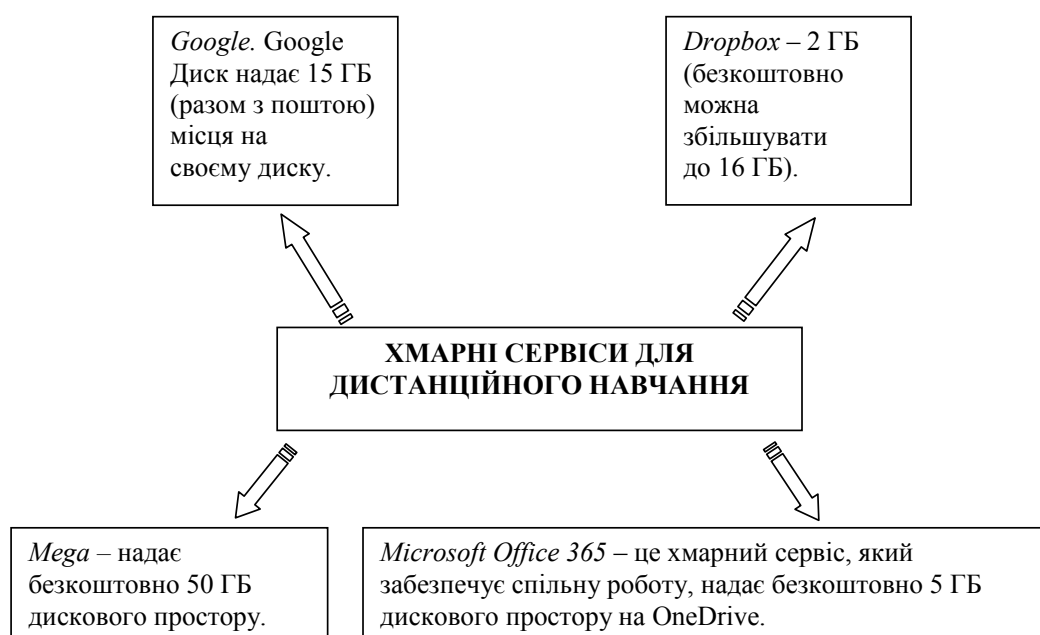 Google. Google
Диск надає 15 ГБ
(разом з поштою)
місця на
своєму диску.
Dropbox – 2 ГБ
(безкоштовно
можна
збільшувати
до 16 ГБ).
ХМАРНІ СЕРВІСИ ДЛЯ
ДИСТАНЦІЙНОГО НАВЧАННЯ
Mega – надає
безкоштовно 50 ГБ
дискового простору.
Microsoft Office 365 – це хмарний сервіс, який
забезпечує спільну роботу, надає безкоштовно 5 ГБ
дискового простору на OneDrive.